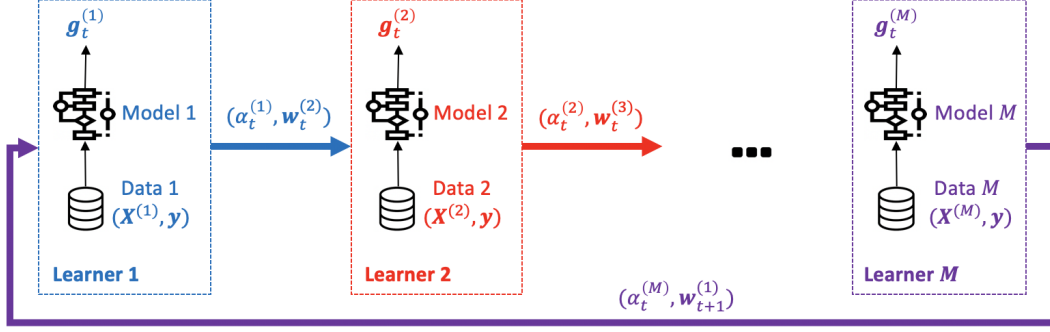 g_t^(1)
Model 1
Data 1
(X^(1), y)
Learner 1
(α_t^(1), w_t^(2))
g_t^(2)
Model 2
Data 2
(X^(2), y)
Learner 2
(α_t^(2), w_t^(3))
...
g_t^(M)
Model M
Data M
(X^(M), y)
Learner M
(α_t^(M), w_{t+1}^(1))